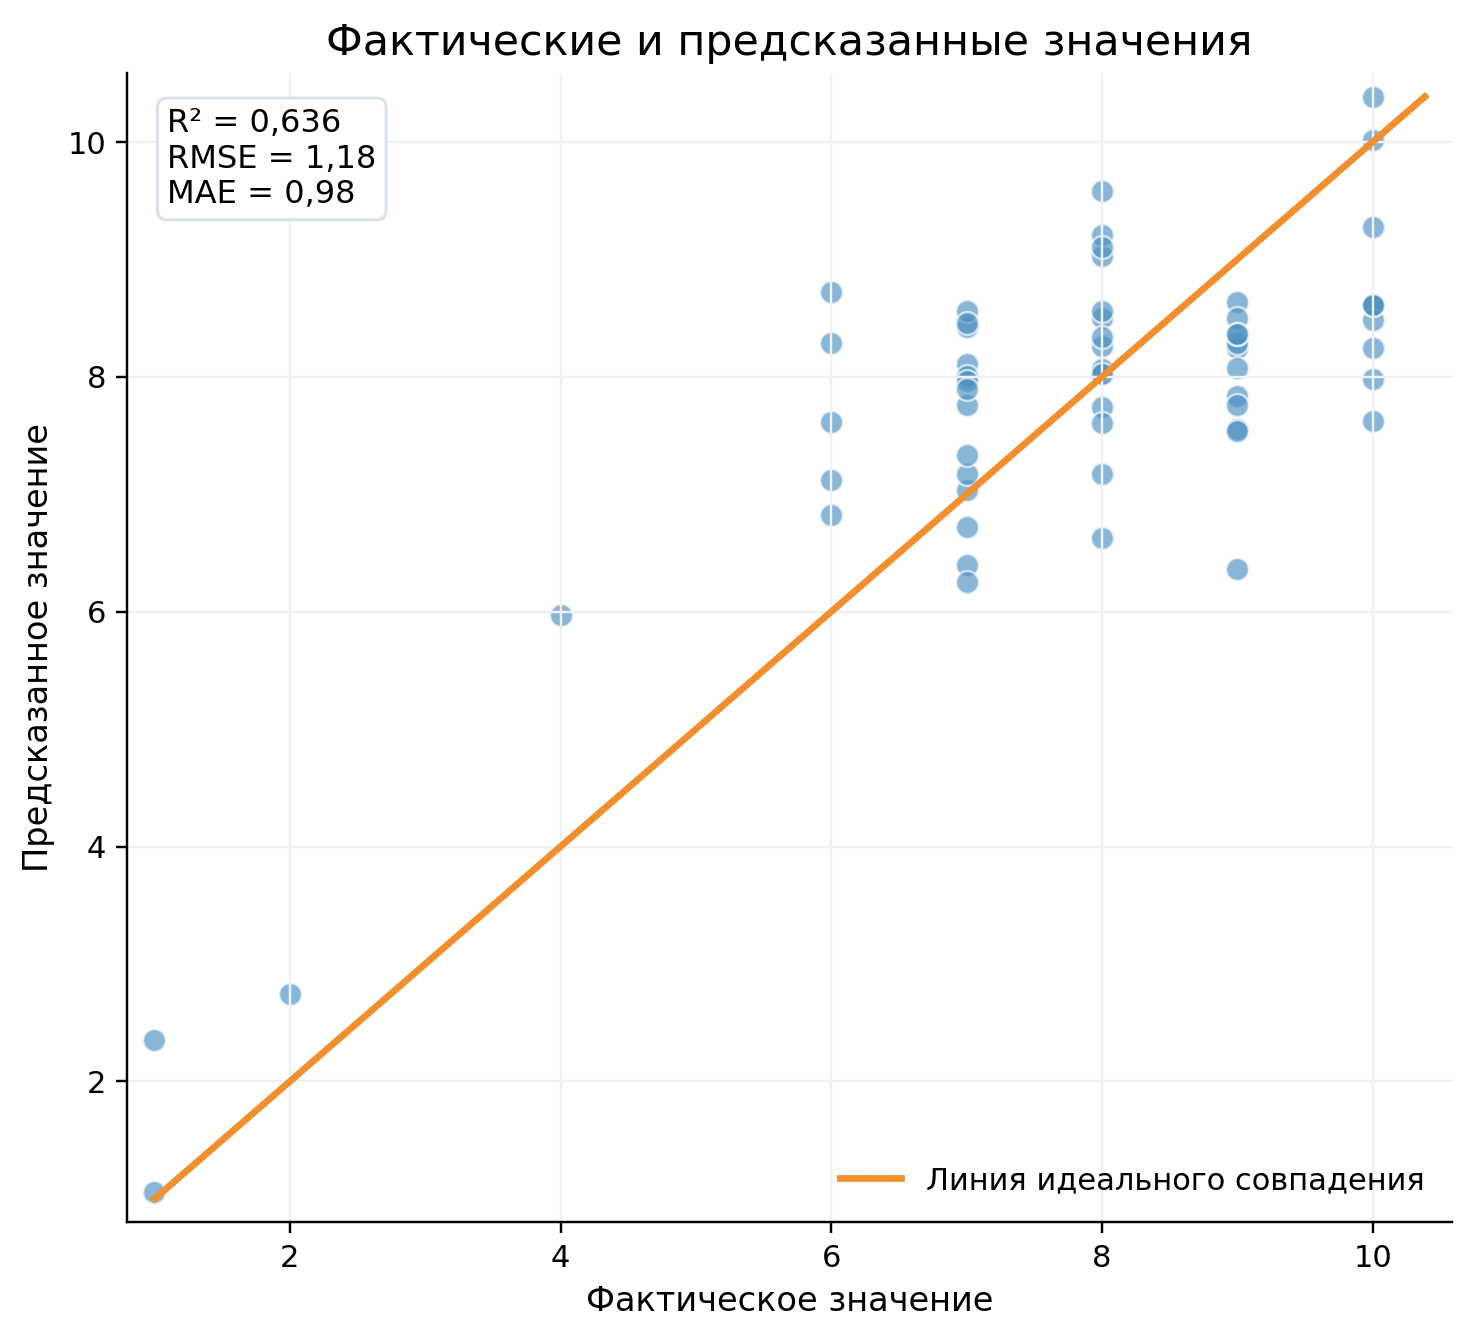 Фактические и предсказанные значения
R² = 0,636
RMSE = 1,18
MAE = 0,98
10
8
6
4
2
Предсказанное значение
Линия идеального совпадения
2 4 6 8 10
Фактическое значение